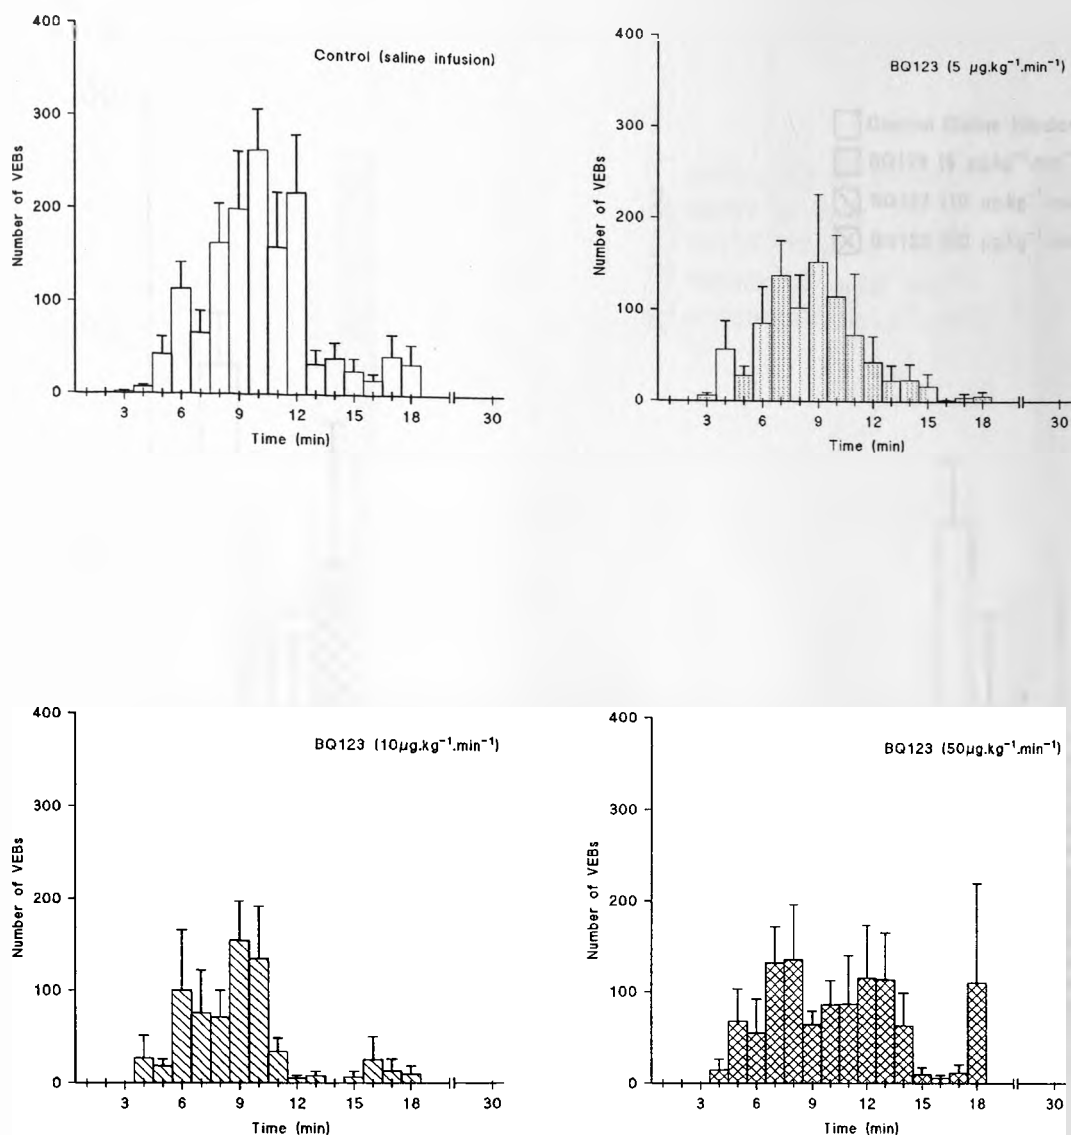 Control (saline infusion)
400
300
200
100
0
Number of VEBs
3 6 9 12 15 18 30
Time (min)
BQ123 (5 µg.kg⁻¹.min⁻¹)
400
300
200
100
0
Number of VEBs
3 6 9 12 15 18 30
Time (min)
BQ123 (10µg.kg⁻¹.min⁻¹)
400
300
200
100
0
Number of VEBs
3 6 9 12 15 18 30
Time (min)
BQ123 (50µg.kg⁻¹.min⁻¹)
400
300
200
100
0
Number of VEBs
3 6 9 12 15 18 30
Time (min)